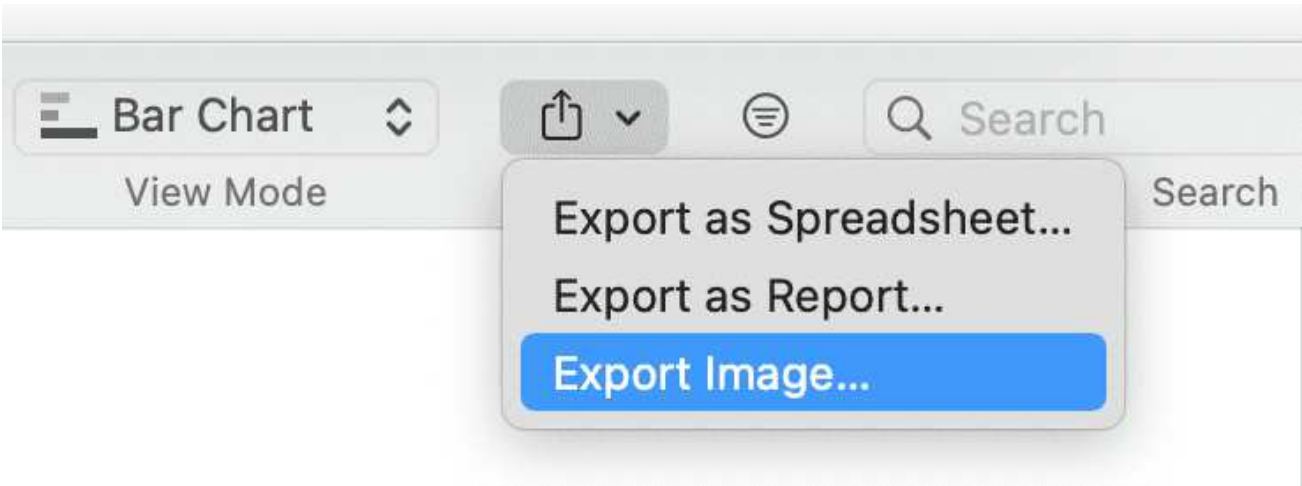 Bar Chart
Search
View Mode
Search
Export as Spreadsheet...
Export as Report...
Export Image...